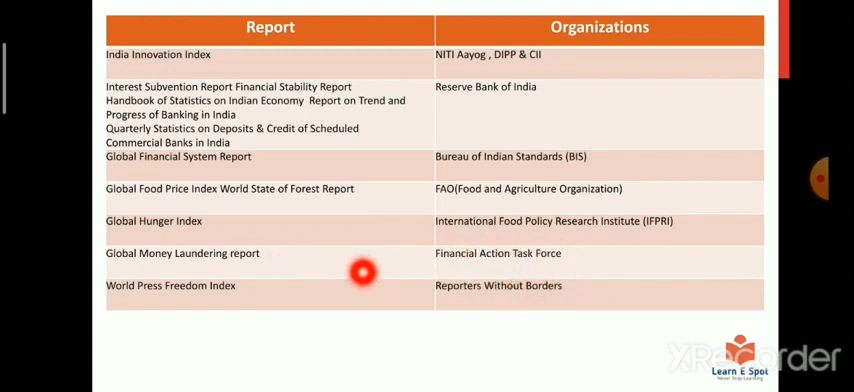 Report Organizations
India Innovation Index NITI Aayog , DIPP & CII
Interest Subvention Report Financial Stability Report Reserve Bank of India
Handbook of Statistics on Indian Economy Report on Trend and
Progress of Banking in India
Quarterly Statistics on Deposits & Credit of Scheduled
Commercial Banks in India
Global Financial System Report Bureau of Indian Standards (BIS)
Global Food Price Index World State of Forest Report FAO(Food and Agriculture Organization)
Global Hunger Index International Food Policy Research Institute (IFPRI)
Global Money Laundering report Financial Action Task Force
World Press Freedom Index Reporters Without Borders
XRecorder
Learn E Spot
Never Stop Learning